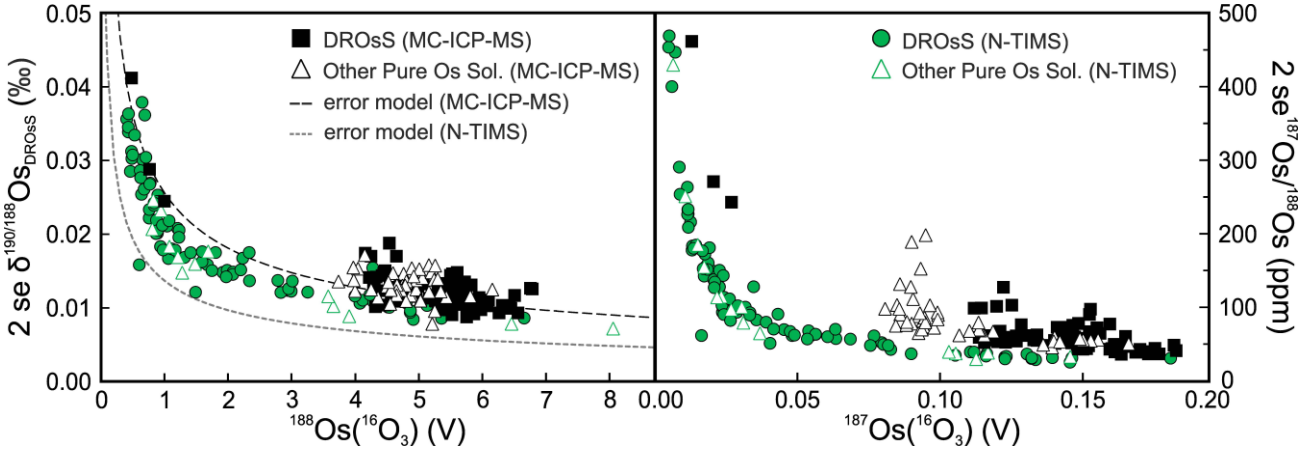 0.05
0.04
0.03
0.02
0.01
0.00
2 se δ¹⁹⁰/¹⁸⁸Os_DROsS (‰)
DROsS (MC-ICP-MS)
Other Pure Os Sol. (MC-ICP-MS)
error model (MC-ICP-MS)
error model (N-TIMS)
0 1 2 3 4 5 6 7 8
¹⁸⁸Os(¹⁶O₃) (V)
DROsS (N-TIMS)
Other Pure Os Sol. (N-TIMS)
0.00 0.05 0.10 0.15 0.20
¹⁸⁷Os(¹⁶O₃) (V)
500
400
300
200
100
0
2 se ¹⁸⁷Os/¹⁸⁸Os (ppm)